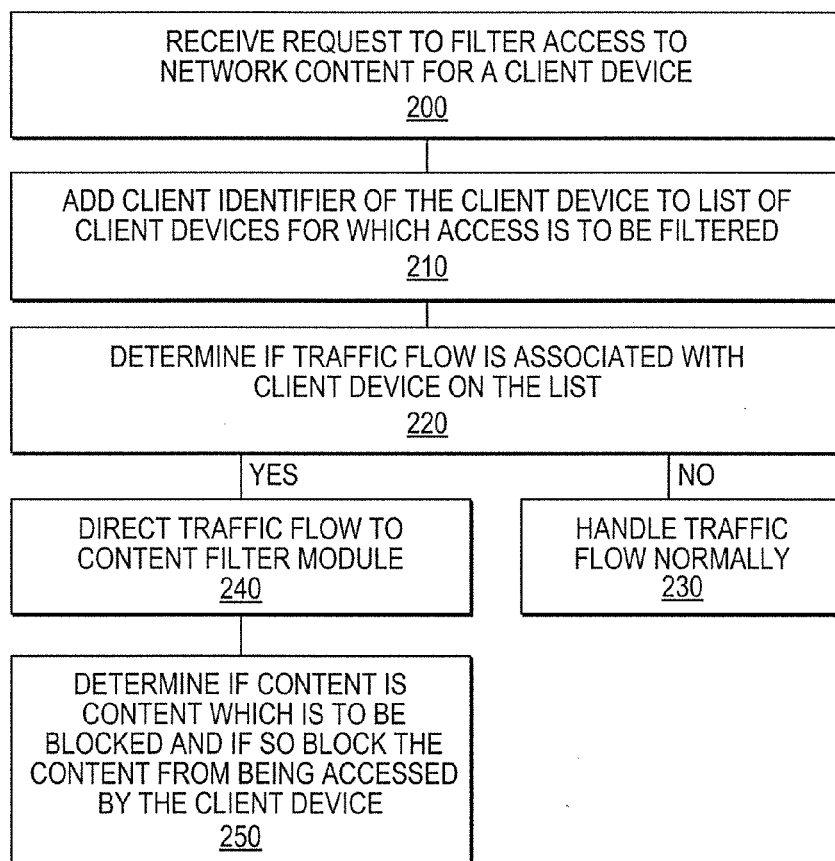 RECEIVE REQUEST TO FILTER ACCESS TO
NETWORK CONTENT FOR A CLIENT DEVICE
200
ADD CLIENT IDENTIFIER OF THE CLIENT DEVICE TO LIST OF
CLIENT DEVICES FOR WHICH ACCESS IS TO BE FILTERED
210
DETERMINE IF TRAFFIC FLOW IS ASSOCIATED WITH
CLIENT DEVICE ON THE LIST
220
YES
NO
DIRECT TRAFFIC FLOW TO
CONTENT FILTER MODULE
240
HANDLE TRAFFIC
FLOW NORMALLY
230
DETERMINE IF CONTENT IS
CONTENT WHICH IS TO BE
BLOCKED AND IF SO BLOCK THE
CONTENT FROM BEING ACCESSED
BY THE CLIENT DEVICE
250